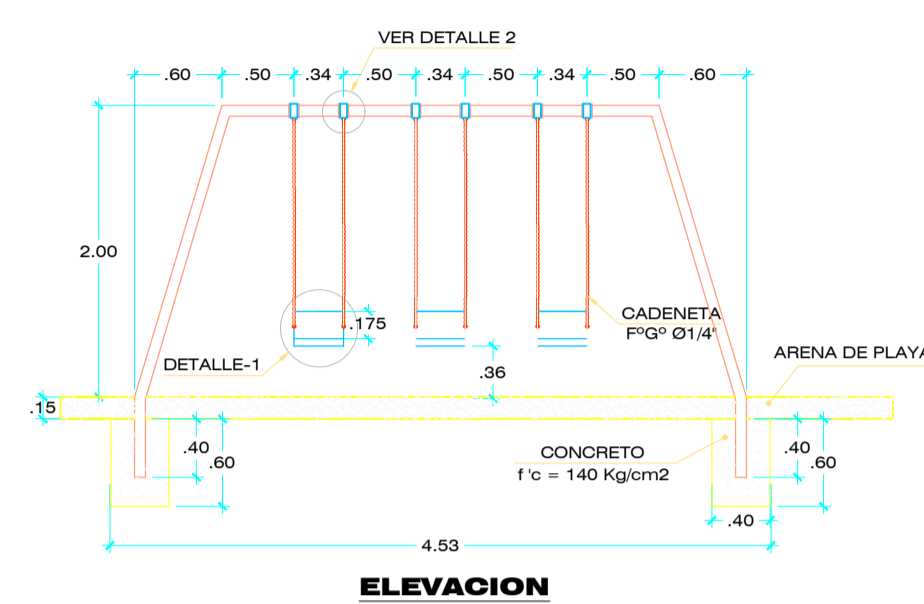 VER DETALLE 2
.60 .50 .34 .50 .34 .50 .34 .50 .60
2.00
.175
CADENETA
FºGº Ø1/4"
DETALLE-1
.36
ARENA DE PLAYA
.15
.40
.60
CONCRETO
f'c = 140 Kg/cm2
.40
.60
.40
4.53
ELEVACION